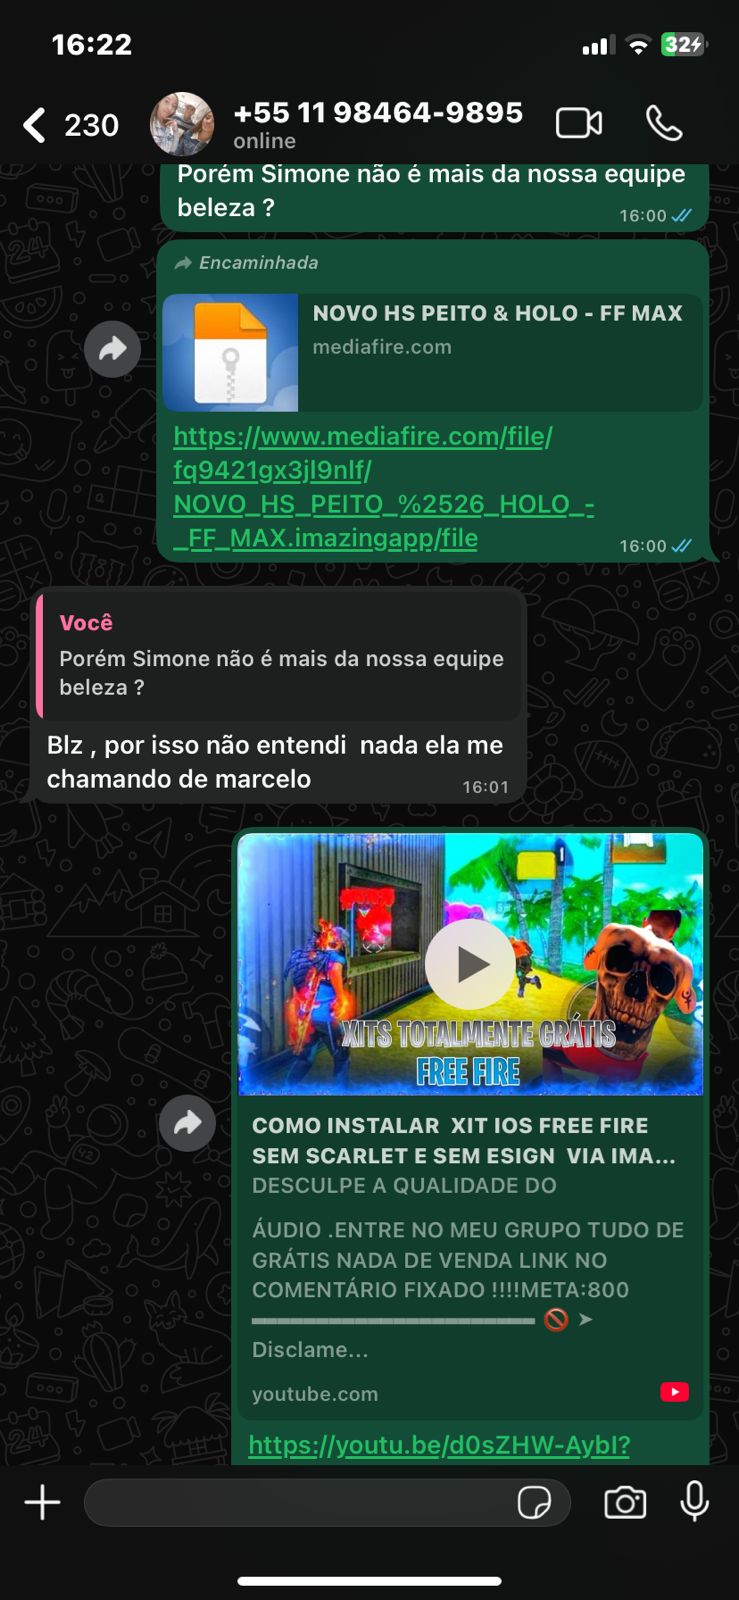 16:22
32
230
+55 11 98464-9895
online
Porém Simone não é mais da nossa equipe
beleza ?
16:00
Encaminhada
NOVO HS PEITO & HOLO - FF MAX
mediafire.com
https://www.mediafire.com/file/
fq9421gx3jl9nlf/
NOVO_HS_PEITO_%2526_HOLO_-
_FF_MAX.imazingapp/file
16:00
Você
Porém Simone não é mais da nossa equipe
beleza ?
Blz , por isso não entendi  nada ela me
chamando de marcelo
16:01
XITS TOTALMENTE GRÁTIS
FREE FIRE
COMO INSTALAR  XIT IOS FREE FIRE
SEM SCARLET E SEM ESIGN  VIA IMA...
DESCULPE A QUALIDADE DO
ÁUDIO .ENTRE NO MEU GRUPO TUDO DE
GRÁTIS NADA DE VENDA LINK NO
COMENTÁRIO FIXADO !!!!META:800
▬▬▬▬▬▬▬▬▬▬▬▬▬▬▬ 🚫 ➤
Disclame...
youtube.com
https://youtu.be/d0sZHW-AybI?